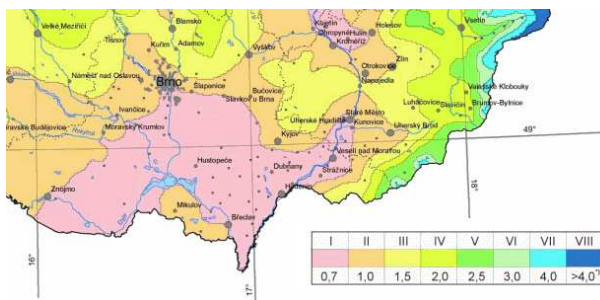 Kojetín
Chropyně
Hulín
Holešov
Vsetín
Velké Meziříčí
Blansko
Tišnov
Adamov
Kuřim
Vyškov
Kroměříž
Zlín
Otrokovice
Napajedla
Náměšť nad Oslavou
Brno
Šlapanice
Bučovice
Slavkov u Brna
Valašské Klobouky
Luhačovice
Slavičín
Brumov-Bylnice
Ivančice
Rokytná
Moravské Budějovice
Moravský Krumlov
Uherské Hradiště
Staré Město
Kunovice
Uherský Brod
Kyjov
49°
Veselí nad Moravou
Hustopeče
Dubňany
Strážnice
Hodonín
Znojmo
Mikulov
Břeclav
16°
17°
18°
I II III IV V VI VII VIII
0,7 1,0 1,5 2,0 2,5 3,0 4,0 >4,0*)